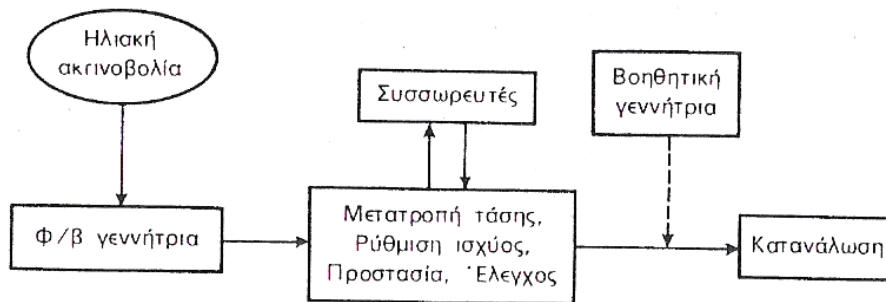 Ηλιακή
ακτινοβολία
Συσσωρευτές
Βοηθητική
γεννήτρια
Φ/β γεννήτρια
Μετατροπή τάσης,
Ρύθμιση ισχύος,
Προστασία, Έλεγχος
Κατανάλωση